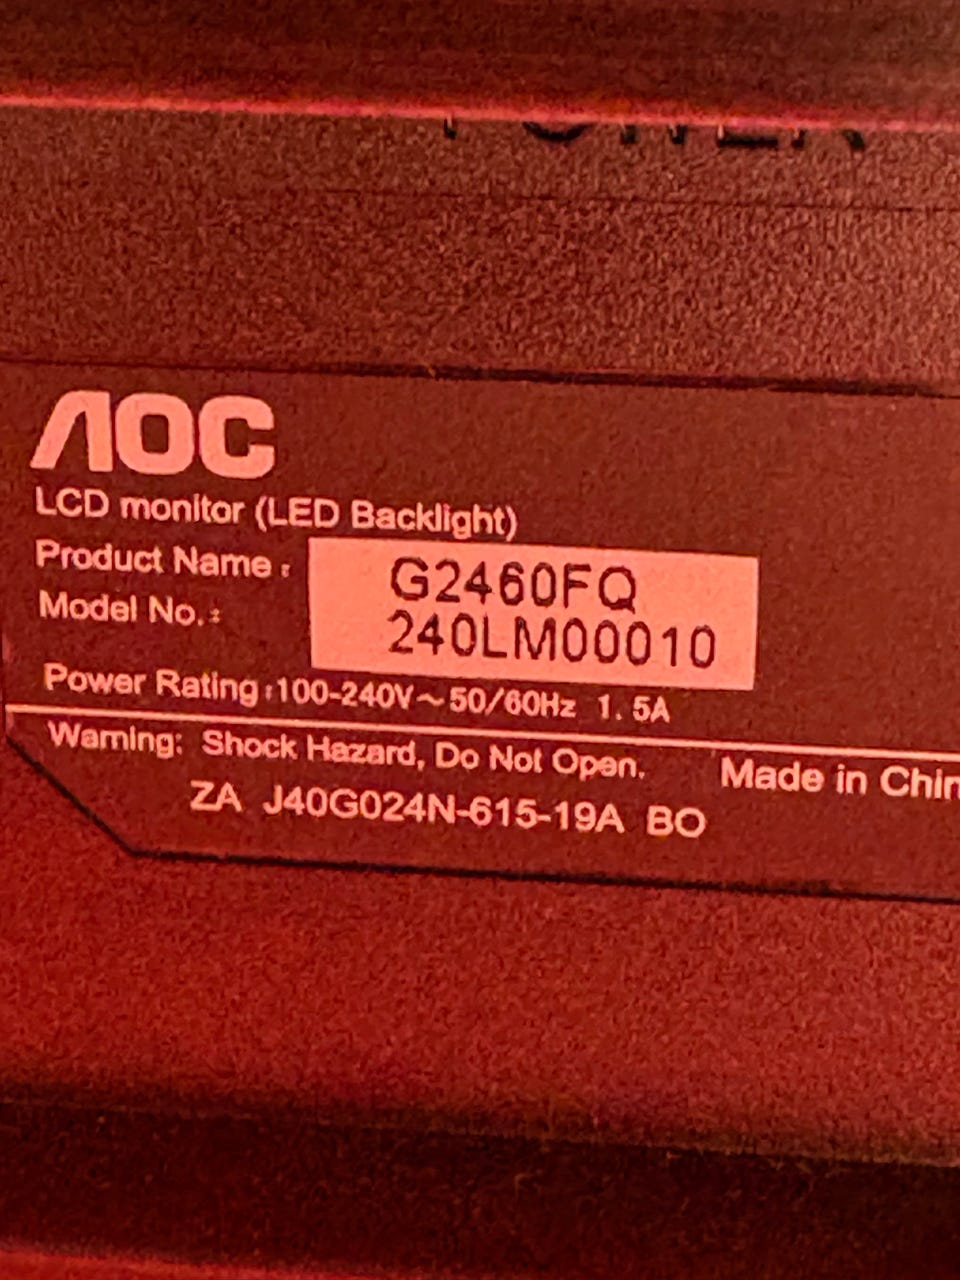 POWER
AOC
LCD monitor (LED Backlight)
Product Name : G2460FQ
Model No. : 240LM00010
Power Rating : 100-240V~50/60Hz 1.5A
Warning: Shock Hazard, Do Not Open. Made in Chin
ZA J40G024N-615-19A BO